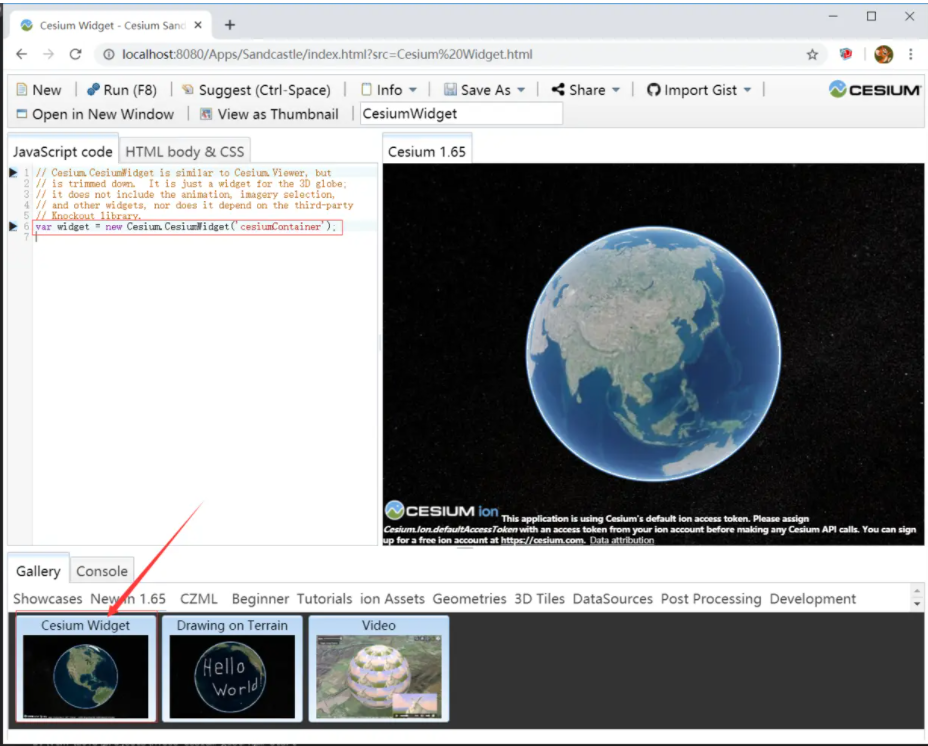 Cesium Widget - Cesium Sand
localhost:8080/Apps/Sandcastle/index.html?src=Cesium%20Widget.html
New Run (F8) Suggest (Ctrl-Space) Info Save As Share Import Gist CESIUM
Open in New Window View as Thumbnail CesiumWidget
JavaScript code HTML body & CSS Cesium 1.65
1 // Cesium.CesiumWidget is similar to Cesium.Viewer, but
2 // is trimmed down. It is just a widget for the 3D globe;
3 // it does not include the animation, imagery selection,
4 // and other widgets, nor does it depend on the third-party
5 // Knockout library.
6 var widget = new Cesium.CesiumWidget('cesiumContainer');
7
CESIUM ion This application is using Cesium's default ion access token. Please assign
Cesium.Ion.defaultAccessToken with an access token from your ion account before making any Cesium API calls. You can sign
up for a free ion account at https://cesium.com. Data attribution
Gallery Console
Showcases New in 1.65 CZML Beginner Tutorials ion Assets Geometries 3D Tiles DataSources Post Processing Development
Cesium Widget Drawing on Terrain Video
Hello
World